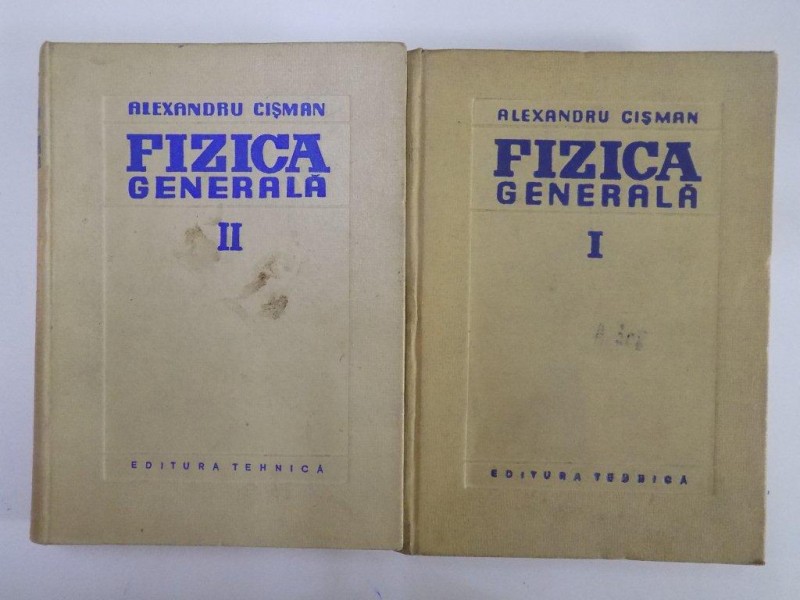 ALEXANDRU CIȘMAN
FIZICA
GENERALĂ
II
EDITURA TEHNICĂ
ALEXANDRU CIȘMAN
FIZICA
GENERALĂ
I
EDITURA TEHNICĂ